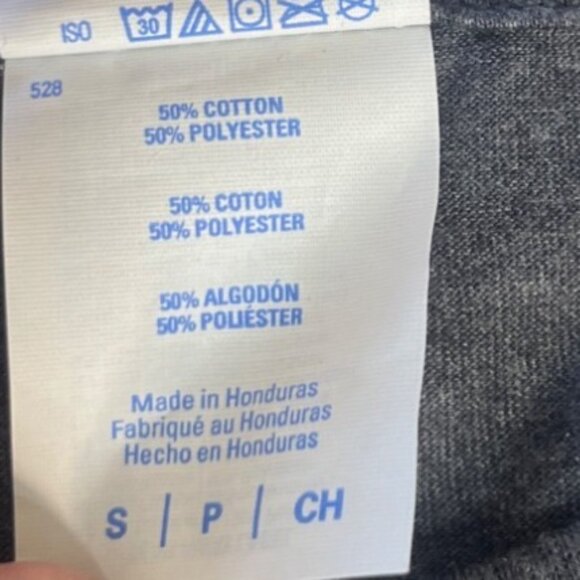 ISO 30
528
50% COTTON
50% POLYESTER
50% COTON
50% POLYESTER
50% ALGODÓN
50% POLIÉSTER
Made in Honduras
Fabriqué au Honduras
Hecho en Honduras
S | P | CH